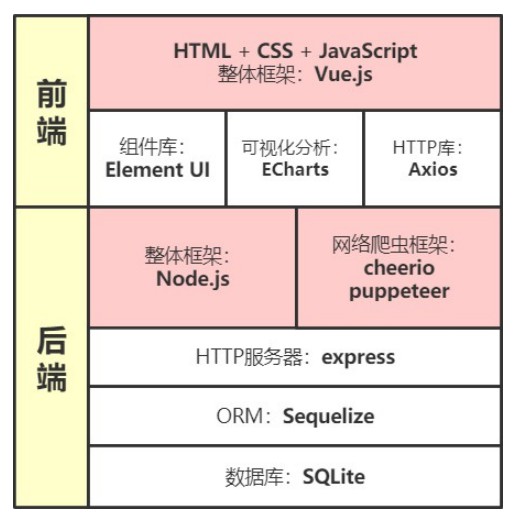 前端
HTML + CSS + JavaScript
整体框架：Vue.js
组件库：
Element UI
可视化分析：
ECharts
HTTP库：
Axios
后端
整体框架：
Node.js
网络爬虫框架：
cheerio
puppeteer
HTTP服务器：express
ORM：Sequelize
数据库：SQLite